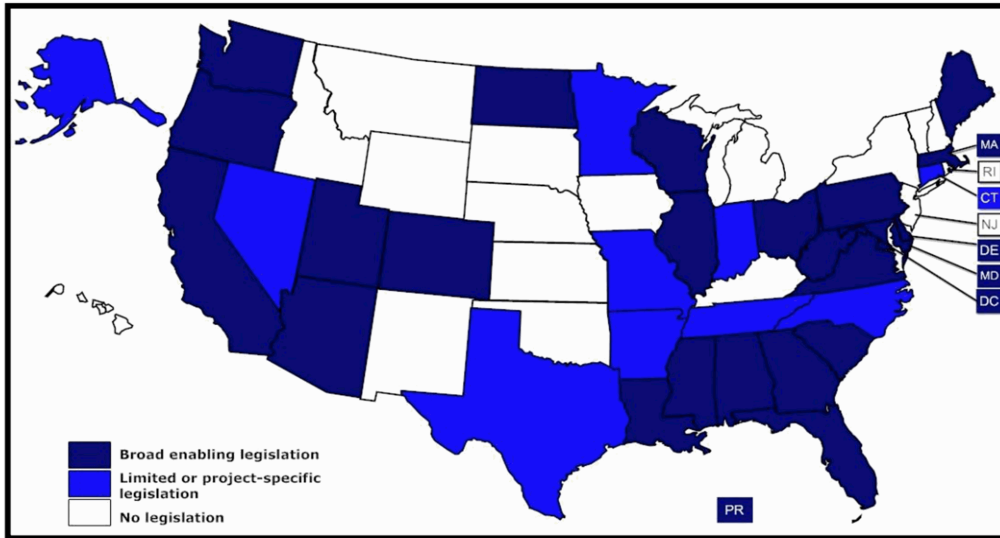 MA
RI
CT
NJ
DE
MD
DC
Broad enabling legislation
Limited or project-specific
legislation
No legislation
PR